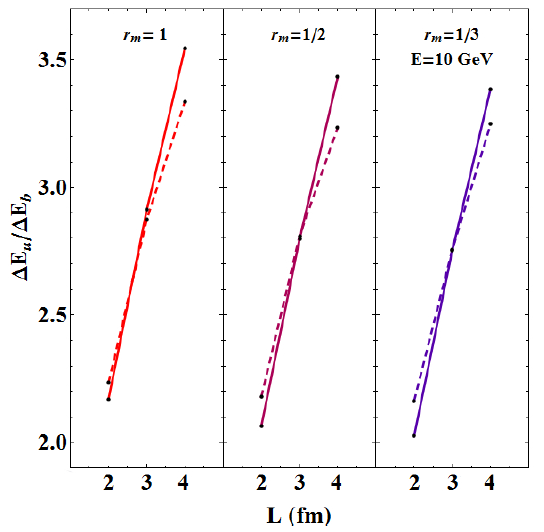 r_m = 1
r_m=1/2
r_m=1/3
E=10 GeV
3.5
3.0
2.5
2.0
ΔE_u/ΔE_b
2 3 4 2 3 4 2 3 4
L (fm)